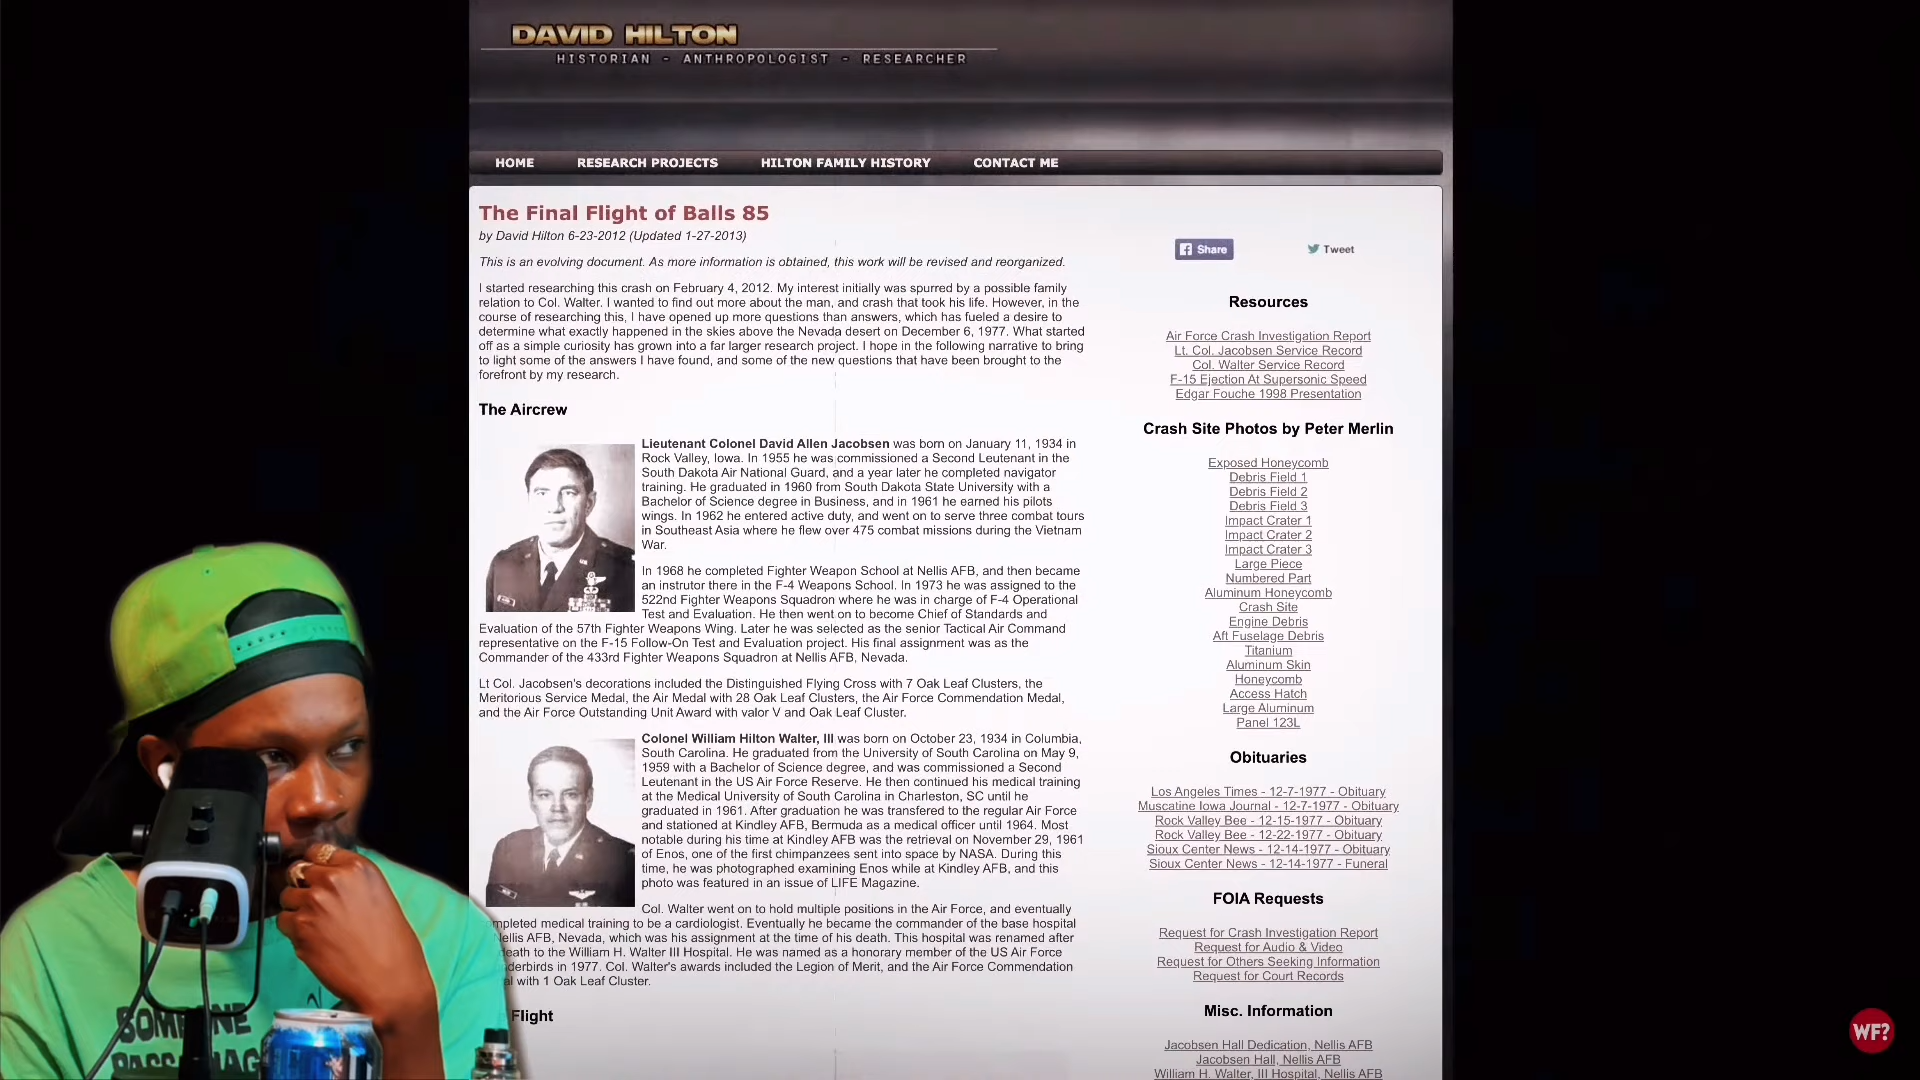 DAVID HILTON
HISTORIAN - ANTHROPOLOGIST - RESEARCHER
HOME RESEARCH PROJECTS HILTON FAMILY HISTORY CONTACT ME
The Final Flight of Balls 85
by David Hilton 6-23-2012 (Updated 1-27-2013)
This is an evolving document. As more information is obtained, this work will be revised and reorganized.
I started researching this crash on February 4, 2012. My interest initially was spurred by a possible family
relation to Col. Walter. I wanted to find out more about the man, and crash that took his life. However, in the
course of researching this, I have opened up more questions than answers, which has fueled a desire to
determine what exactly happened in the skies above the Nevada desert on December 6, 1977. What started
off as a simple curiosity has grown into a far larger research project. I hope in the following narrative to bring
to light some of the answers I have found, and some of the new questions that have been brought to the
forefront by my research.
The Aircrew
Lieutenant Colonel David Allen Jacobsen was born on January 11, 1934 in
Rock Valley, Iowa. In 1955 he was commissioned a Second Leutenant in the
South Dakota Air National Guard, and a year later he completed navigator
training. He graduated in 1960 from South Dakota State University with a
Bachelor of Science degree in Business, and in 1961 he earned his pilots
wings. In 1962 he entered active duty, and went on to serve three combat tours
in Southeast Asia where he flew over 475 combat missions during the Vietnam
War.
In 1968 he completed Fighter Weapon School at Nellis AFB, and then became
an instrutor there in the F-4 Weapons School. In 1973 he was assigned to the
522nd Fighter Weapons Squadron where he was in charge of F-4 Operational
Test and Evaluation. He then went on to become Chief of Standards and
Evaluation of the 57th Fighter Weapons Wing. Later he was selected as the senior Tactical Air Command
representative on the F-15 Follow-On Test and Evaluation project. His final assignment was as the
Commander of the 433rd Fighter Weapons Squadron at Nellis AFB, Nevada.
Lt Col. Jacobsen's decorations included the Distinguished Flying Cross with 7 Oak Leaf Clusters, the
Meritorious Service Medal, the Air Medal with 28 Oak Leaf Clusters, the Air Force Commendation Medal,
and the Air Force Outstanding Unit Award with valor V and Oak Leaf Cluster.
Colonel William Hilton Walter, III was born on October 23, 1934 in Columbia,
South Carolina. He graduated from the University of South Carolina on May 9,
1959 with a Bachelor of Science degree, and was commissioned a Second
Leutenant in the US Air Force Reserve. He then continued his medical training
at the Medical University of South Carolina in Charleston, SC until he
graduated in 1961. After graduation he was transfered to the regular Air Force
and stationed at Kindley AFB, Bermuda as a medical officer until 1964. Most
notable during his time at Kindley AFB was the retrieval on November 29, 1961
of Enos, one of the first chimpanzees sent into space by NASA. During this
time, he was photographed examining Enos while at Kindley AFB, and this
photo was featured in an issue of LIFE Magazine.
Col. Walter went on to hold multiple positions in the Air Force, and eventually
mpleted medical training to be a cardiologist. Eventually he became the commander of the base hospital
Nellis AFB, Nevada, which was his assignment at the time of his death. This hospital was renamed after
eath to the William H. Walter III Hospital. He was named as a honorary member of the US Air Force
derbirds in 1977. Col. Walter's awards included the Legion of Merit, and the Air Force Commendation
al with 1 Oak Leaf Cluster.
Flight
Share Tweet
Resources
Air Force Crash Investigation Report
Lt. Col. Jacobsen Service Record
Col. Walter Service Record
F-15 Ejection At Supersonic Speed
Edgar Fouche 1998 Presentation
Crash Site Photos by Peter Merlin
Exposed Honeycomb
Debris Field 1
Debris Field 2
Debris Field 3
Impact Crater 1
Impact Crater 2
Impact Crater 3
Large Piece
Numbered Part
Aluminum Honeycomb
Crash Site
Engine Debris
Aft Fuselage Debris
Titanium
Aluminum Skin
Honeycomb
Access Hatch
Large Aluminum
Panel 123L
Obituaries
Los Angeles Times - 12-7-1977 - Obituary
Muscatine Iowa Journal - 12-7-1977 - Obituary
Rock Valley Bee - 12-15-1977 - Obituary
Rock Valley Bee - 12-22-1977 - Obituary
Sioux Center News - 12-14-1977 - Obituary
Sioux Center News - 12-14-1977 - Funeral
FOIA Requests
Request for Crash Investigation Report
Request for Audio & Video
Request for Others Seeking Information
Request for Court Records
Misc. Information
Jacobsen Hall Dedication, Nellis AFB
Jacobsen Hall, Nellis AFB
William H. Walter, III Hospital, Nellis AFB
WF?